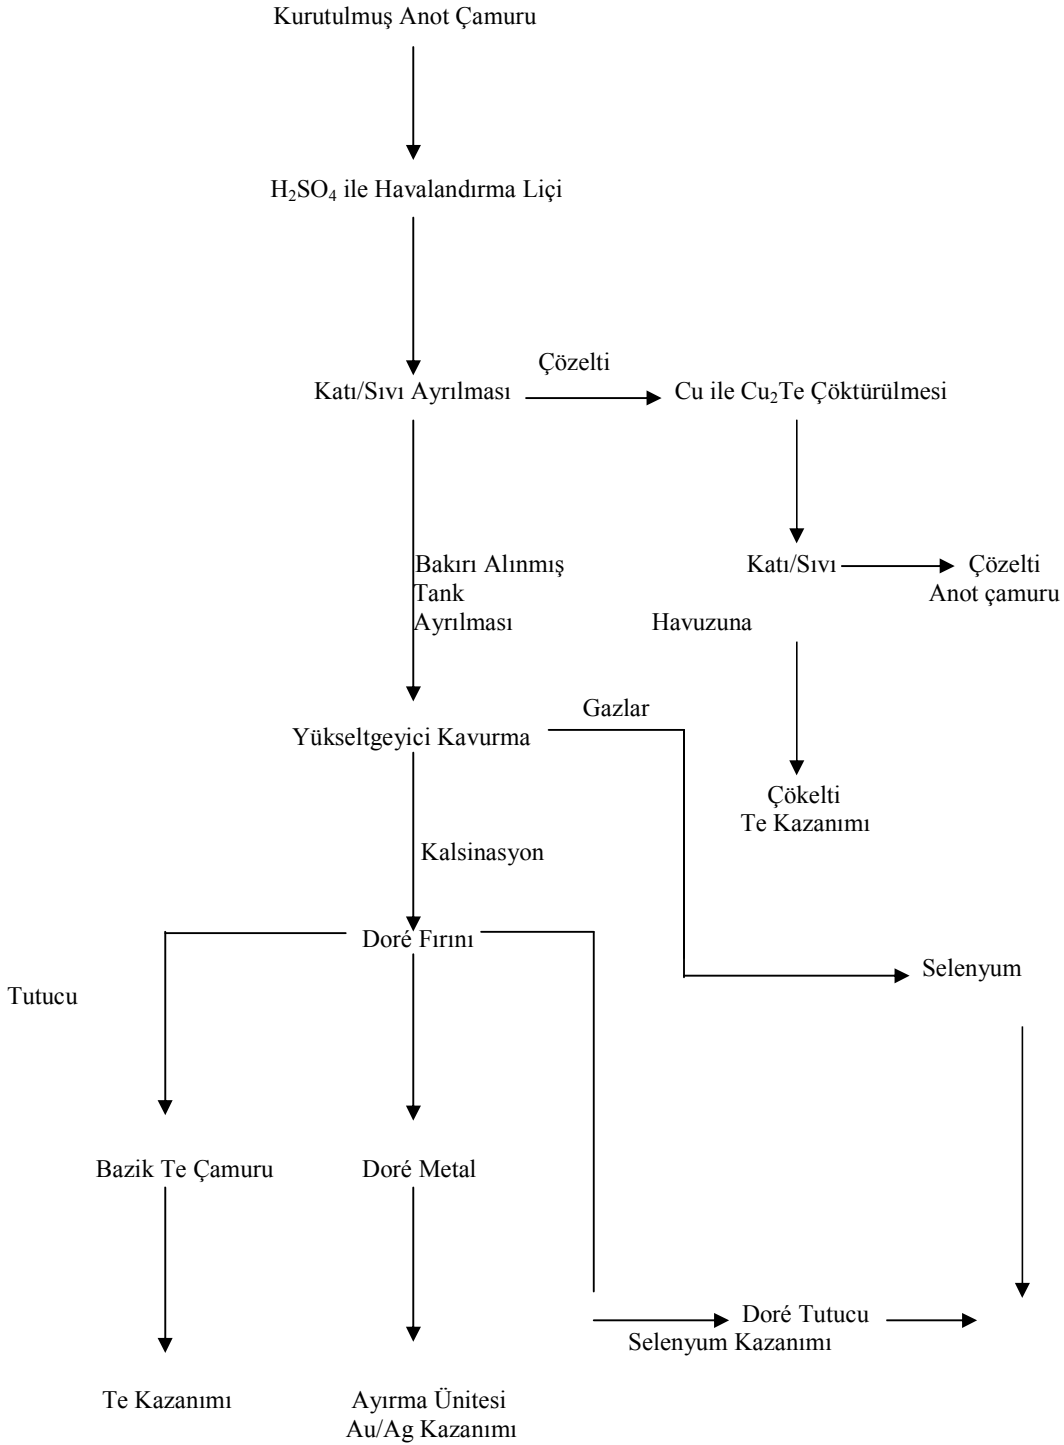 Kurutulmuş Anot Çamuru
H₂SO₄ ile Havalandırma Liçi
Çözelti
Katı/Sıvı Ayrılması
Cu ile Cu₂Te Çöktürülmesi
Bakırı Alınmış
Tank
Ayrılması
Katı/Sıvı
Çözelti
Anot çamuru
Havuzuna
Gazlar
Yükseltgeyici Kavurma
Çökelti
Te Kazanımı
Kalsinasyon
Doré Fırını
Selenyum
Tutucu
Bazik Te Çamuru
Doré Metal
Doré Tutucu
Selenyum Kazanımı
Te Kazanımı
Ayırma Ünitesi
Au/Ag Kazanımı